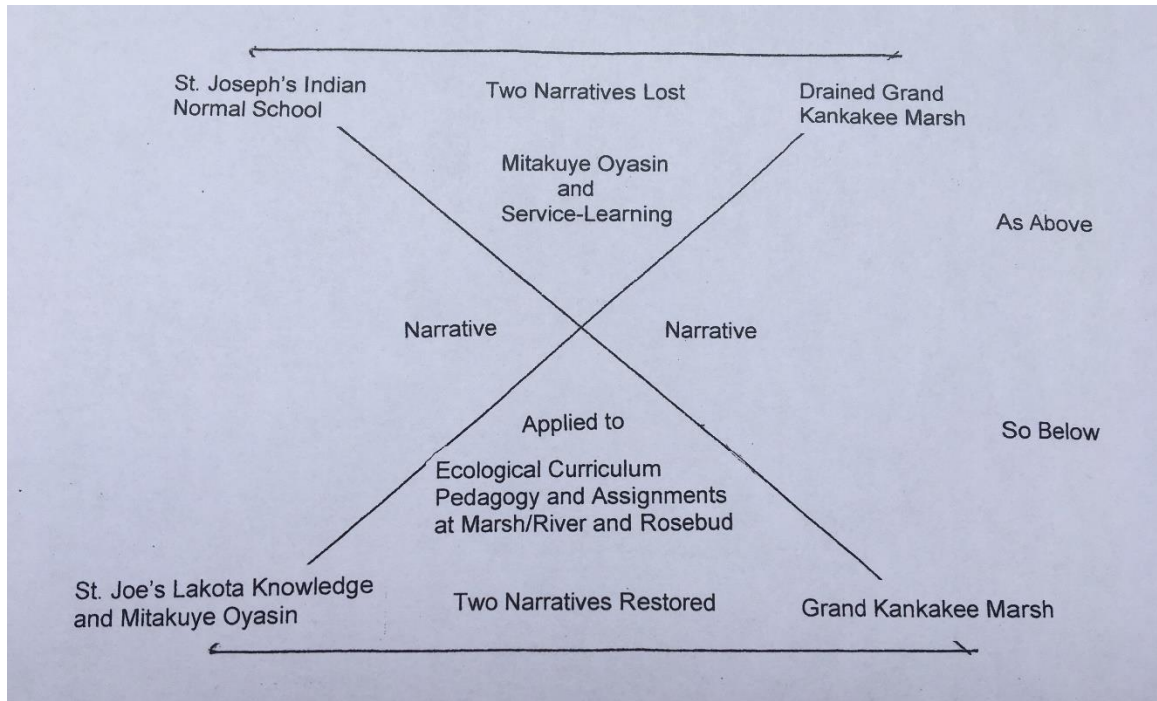 St. Joseph's Indian
Normal School
Two Narratives Lost
Drained Grand
Kankakee Marsh
Mitakuye Oyasin
and
Service-Learning
As Above
Narrative
Narrative
Applied to
So Below
Ecological Curriculum
Pedagogy and Assignments
at Marsh/River and Rosebud
St. Joe's Lakota Knowledge
and Mitakuye Oyasin
Two Narratives Restored
Grand Kankakee Marsh